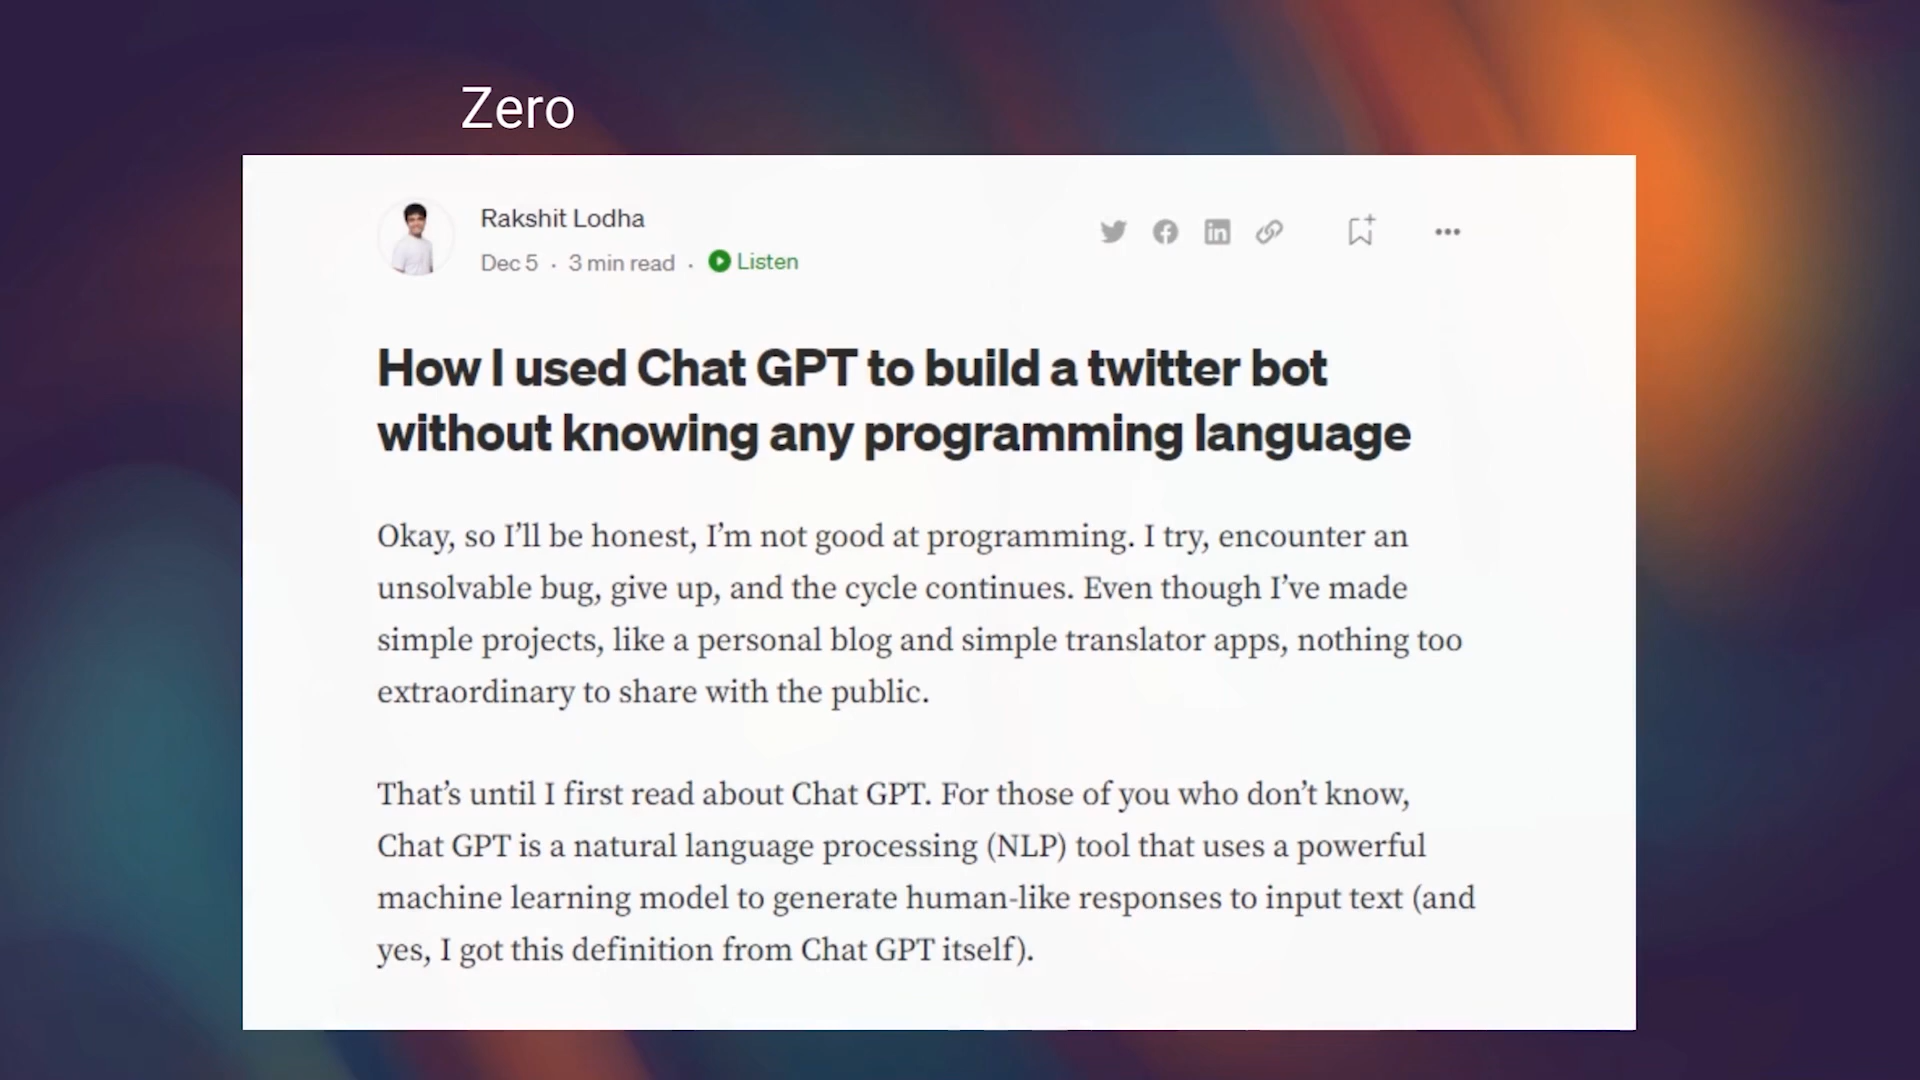 Zero
Rakshit Lodha
Dec 5 · 3 min read · Listen
How I used Chat GPT to build a twitter bot
without knowing any programming language
Okay, so I’ll be honest, I’m not good at programming. I try, encounter an
unsolvable bug, give up, and the cycle continues. Even though I’ve made
simple projects, like a personal blog and simple translator apps, nothing too
extraordinary to share with the public.
That’s until I first read about Chat GPT. For those of you who don’t know,
Chat GPT is a natural language processing (NLP) tool that uses a powerful
machine learning model to generate human-like responses to input text (and
yes, I got this definition from Chat GPT itself).